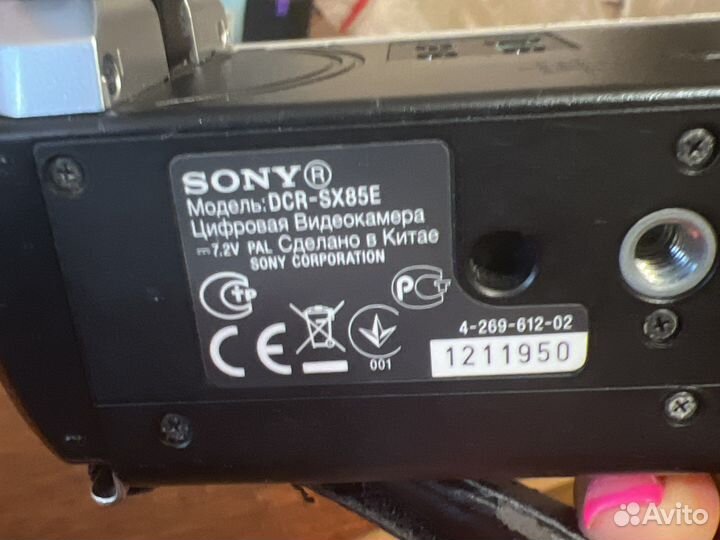 SONY®
Модель: DCR-SX85E
Цифровая Видеокамера
⎓7.2V PAL Сделано в Китае
SONY CORPORATION
4-269-612-02
1211950
001
Avito